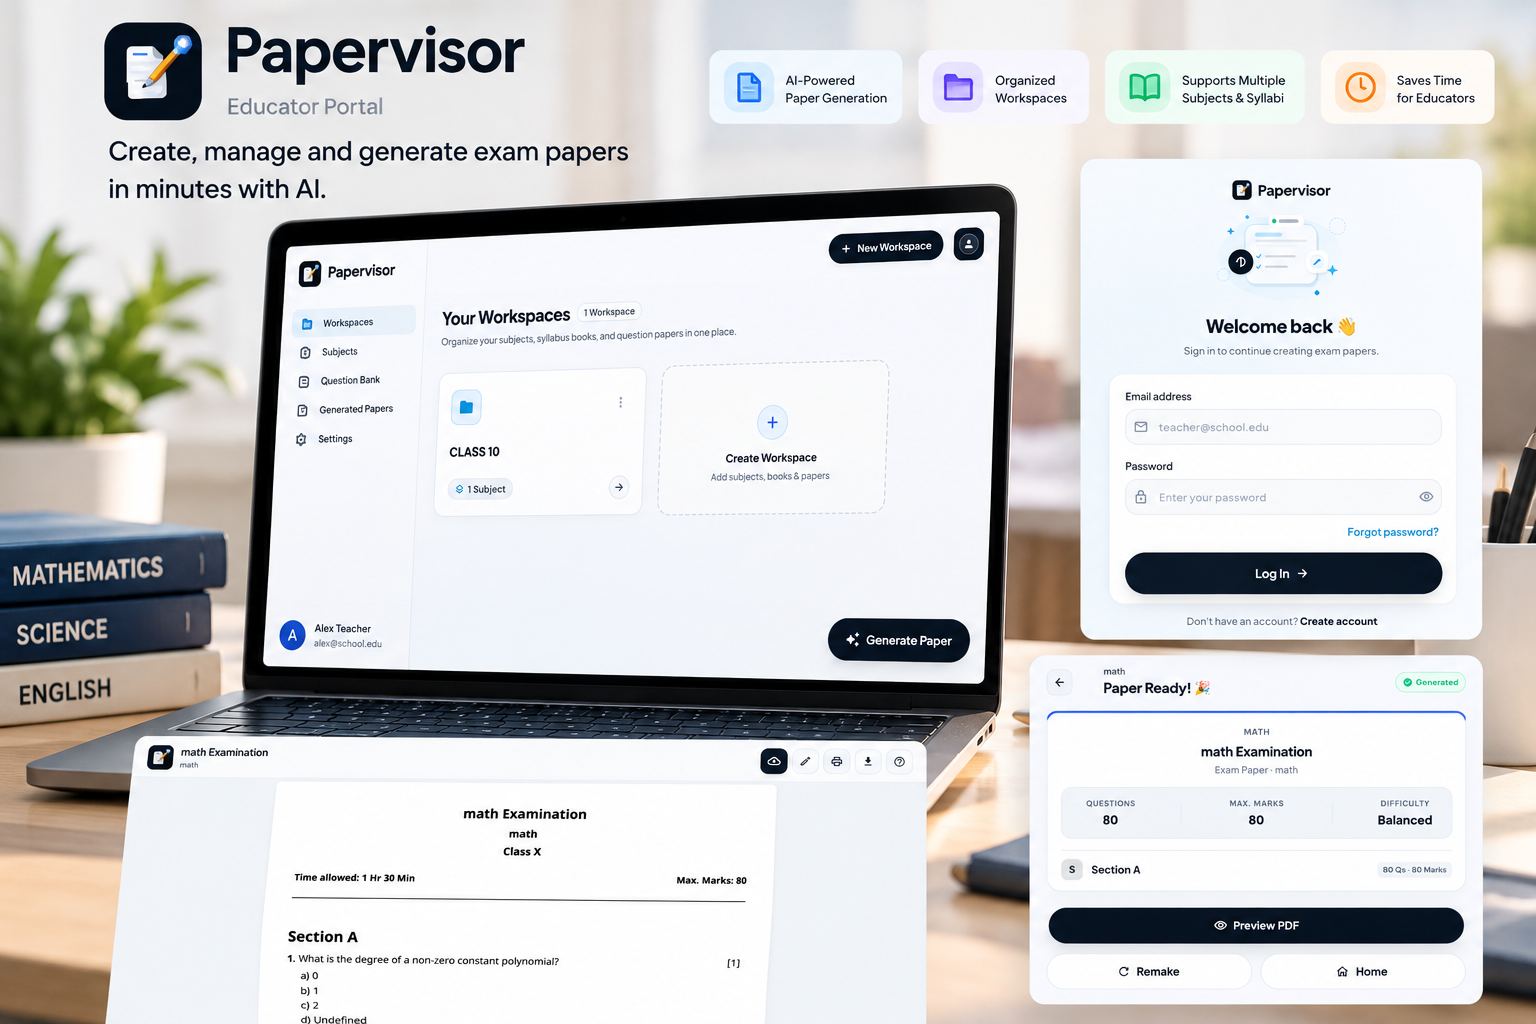 Papervisor
Educator Portal
Create, manage and generate exam papers
in minutes with AI.
AI-Powered
Paper Generation
Organized
Workspaces
Supports Multiple
Subjects & Syllabi
Saves Time
for Educators
Papervisor
Workspaces
Subjects
Question Bank
Generated Papers
Settings
Alex Teacher
A
alex@school.edu
+ New Workspace
Your Workspaces
1 Workspace
Organize your subjects, syllabus books, and question papers in one place.
CLASS 10
1 Subject
Create Workspace
Add subjects, books & papers
Generate Paper
MATHEMATICS
SCIENCE
ENGLISH
Papervisor
Welcome back 👋
Sign in to continue creating exam papers.
Email address
teacher@school.edu
Password
Enter your password
Forgot password?
Log In →
Don't have an account? Create account
math Examination
math
math Examination
math
Class X
Time allowed: 1 Hr 30 Min
Max. Marks: 80
Section A
1. What is the degree of a non-zero constant polynomial? [1]
a) 0
b) 1
c) 2
d) Undefined
math
Paper Ready! 🎉
Generated
MATH
math Examination
Exam Paper · math
QUESTIONS
80
MAX. MARKS
80
DIFFICULTY
Balanced
S
Section A
80 Qs · 80 Marks
Preview PDF
Remake
Home